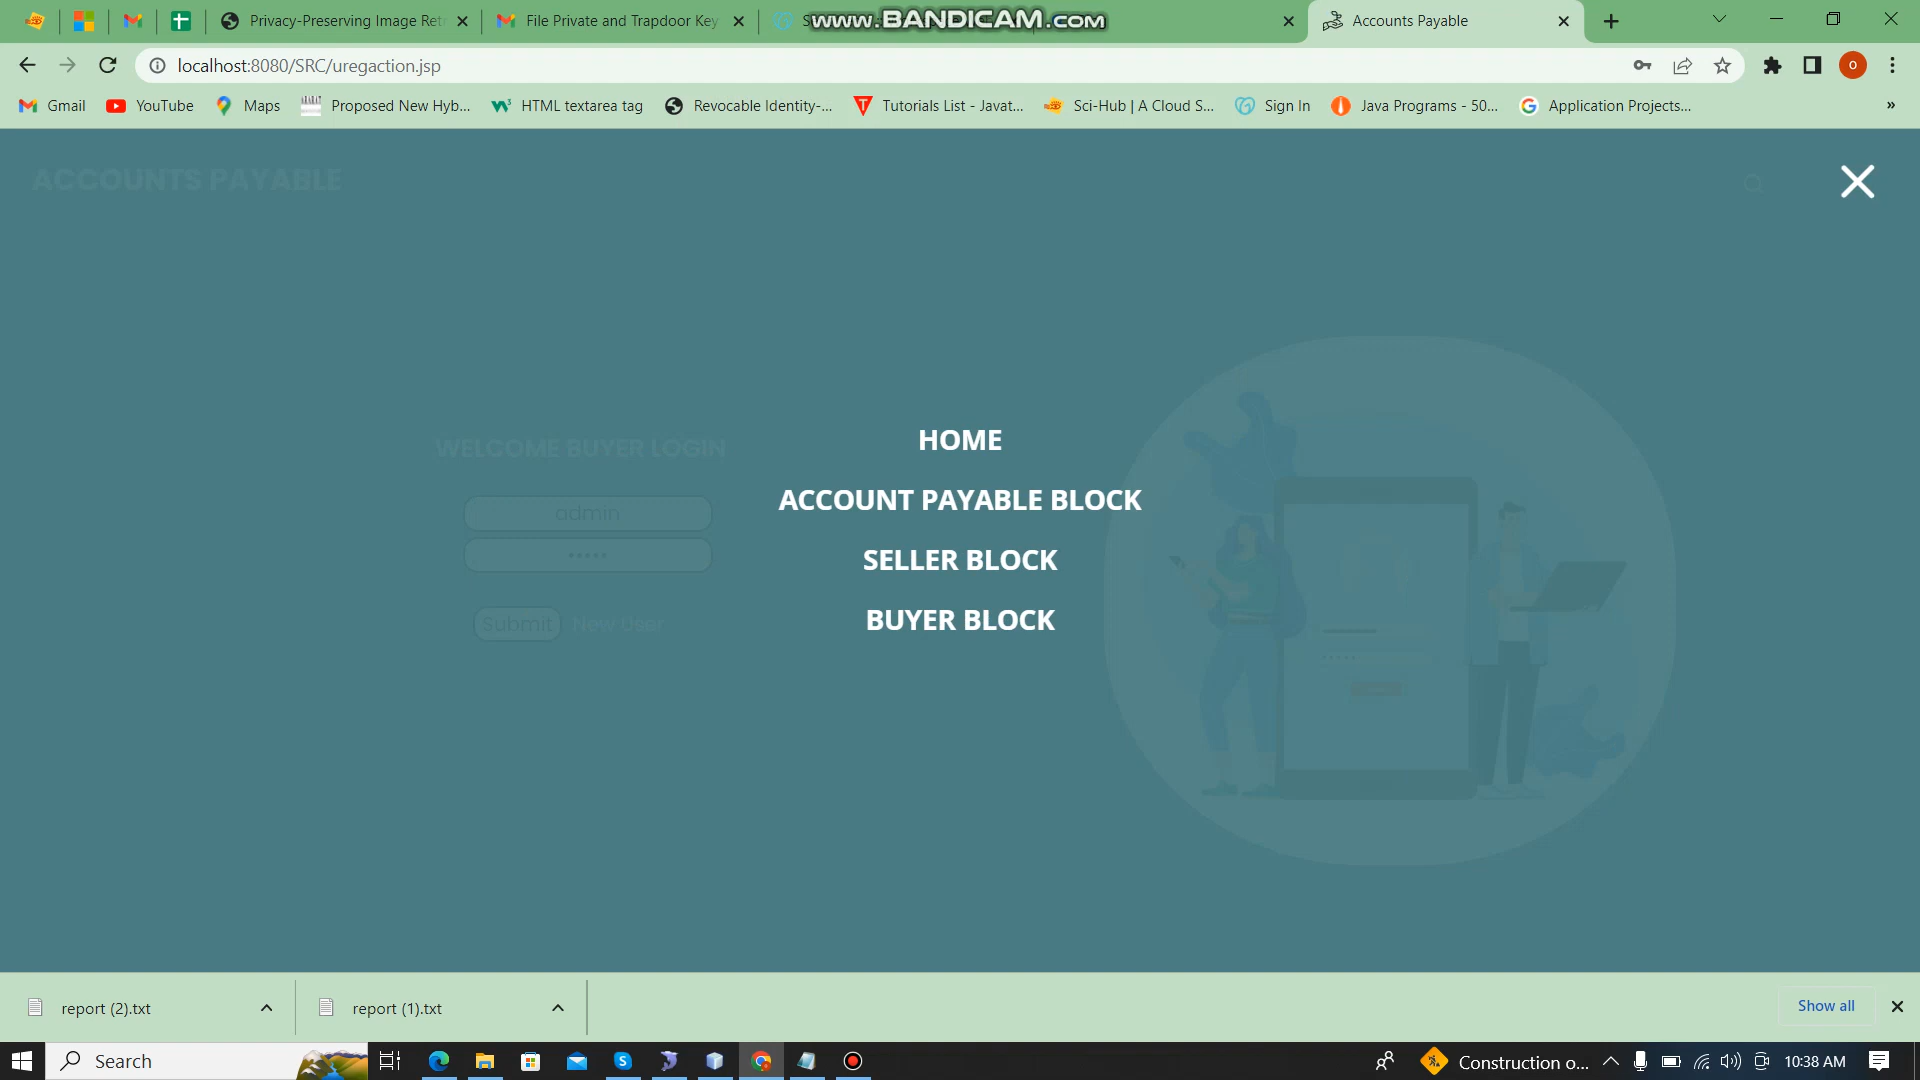 Privacy-Preserving Image Retr
File Private and Trapdoor Key
www.BANDICAM.com
Accounts Payable
localhost:8080/SRC/uregaction.jsp
o
Gmail
YouTube
Maps
Proposed New Hyb...
HTML textarea tag
Revocable Identity-...
Tutorials List - Javat...
Sci-Hub | A Cloud S...
Sign In
Java Programs - 50...
Application Projects...
»
ACCOUNTS PAYABLE
HOME
WELCOME BUYER LOGIN
ACCOUNT PAYABLE BLOCK
admin
SELLER BLOCK
BUYER BLOCK
Submit
New User
report (2).txt
report (1).txt
Show all
Search
Construction o...
10:38 AM